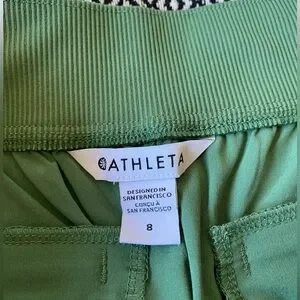 ATHLETA
DESIGNED IN
SAN FRANCISCO
CONÇU À
SAN FRANCISCO
8